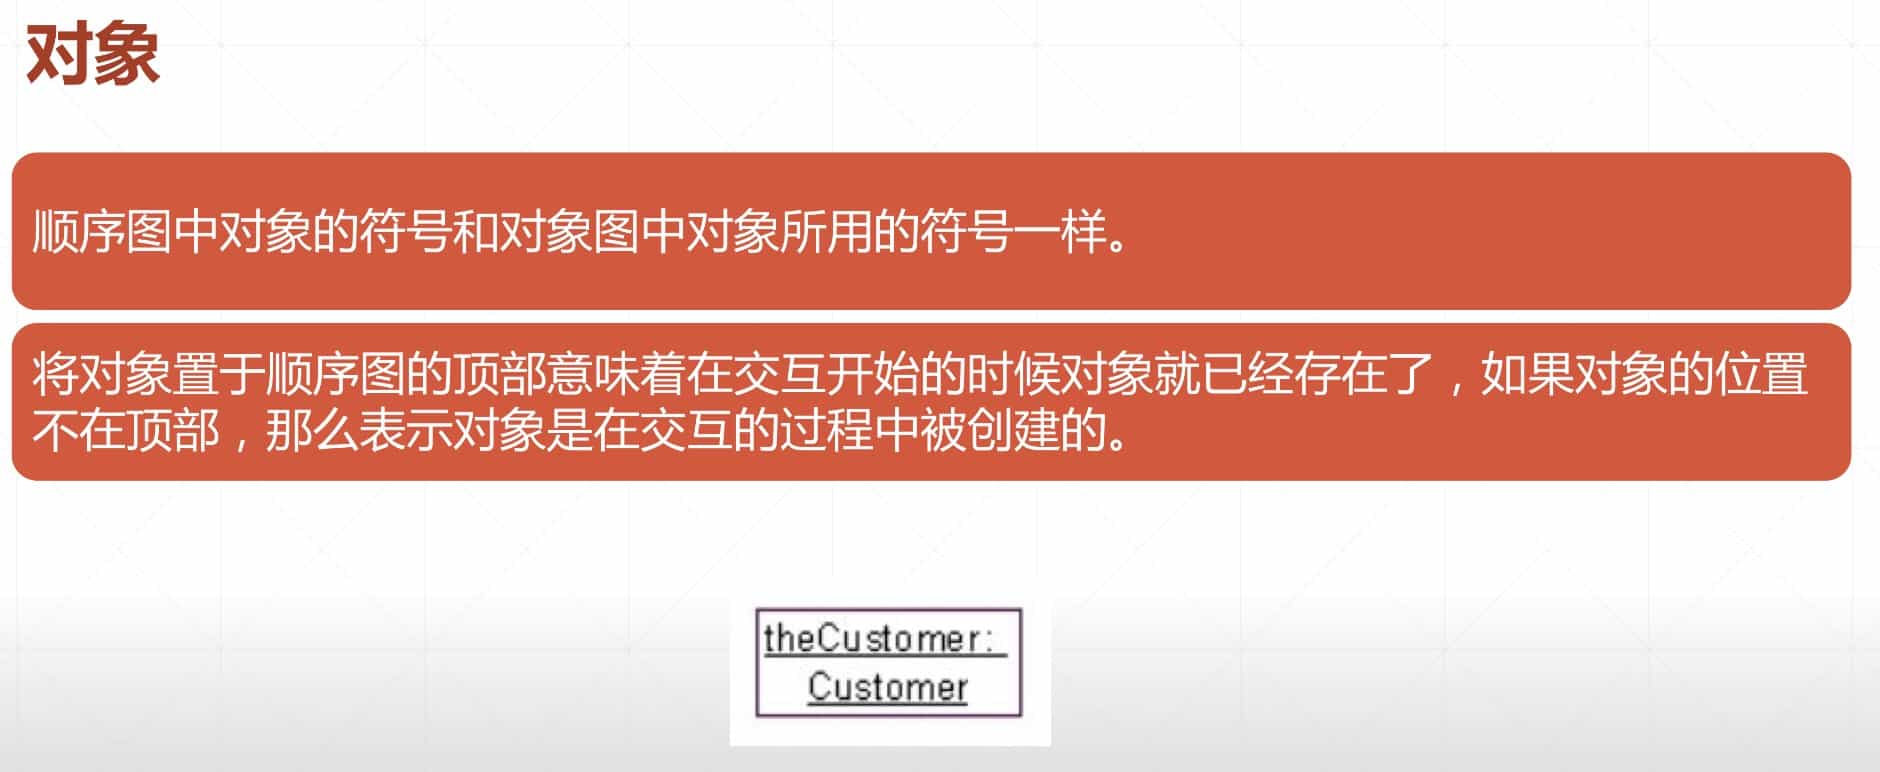 对象
顺序图中对象的符号和对象图中对象所用的符号一样。
将对象置于顺序图的顶部意味着在交互开始的时候对象就已经存在了，如果对象的位置
不在顶部，那么表示对象是在交互的过程中被创建的。
theCustomer:
Customer